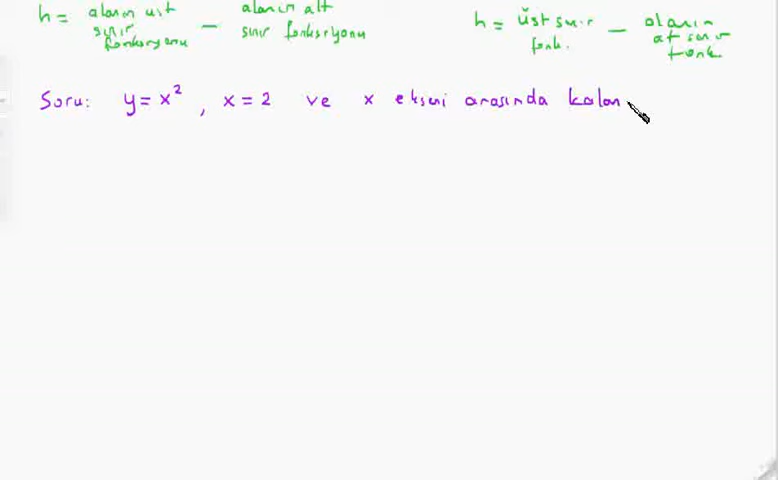 h = alanın üst alanın alt
sınır fonksiyonu — sınır fonksiyonu
h = üst sınır fonk. — alanın alt sınır fonk
Soru: y = x² , x = 2 ve x ekseni arasında kalan